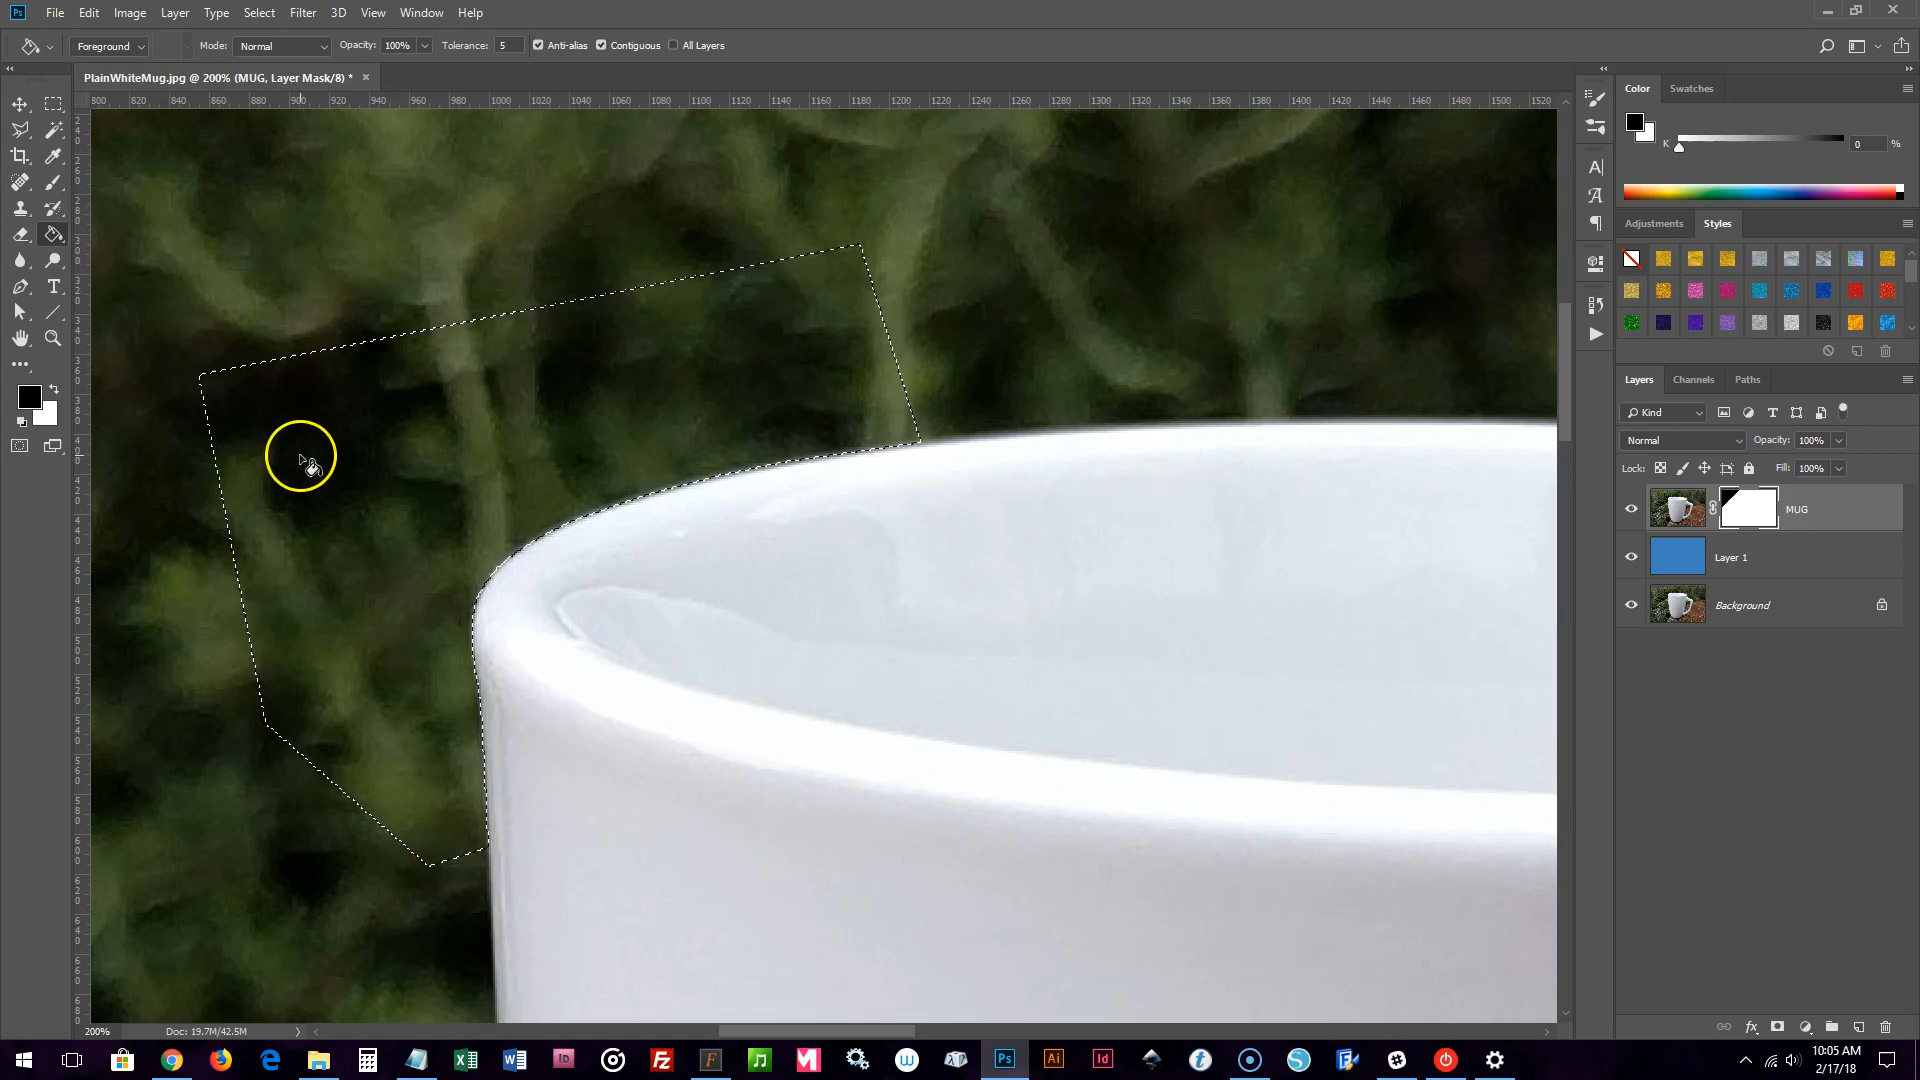 Ps File Edit Image Layer Type Select Filter 3D View Window Help
Foreground Mode: Normal Opacity: 100% Tolerance: 5 Anti-alias Contiguous All Layers
PlainWhiteMug.jpg @ 200% (MUG, Layer Mask/8) * ×
800 820 840 860 880 900 920 940 960 980 1000 1020 1040 1060 1080 1100 1120 1140 1160 1180 1200 1220 1240 1260 1280 1300 1320 1340 1360 1380 1400 1420 1440 1460 1480 1500 1520
Color Swatches
K 0 %
Adjustments Styles
Layers Channels Paths
Kind
Normal Opacity: 100%
Lock: Fill: 100%
MUG
Layer 1
Background
200% Doc: 19.7M/42.5M
10:05 AM
2/17/18